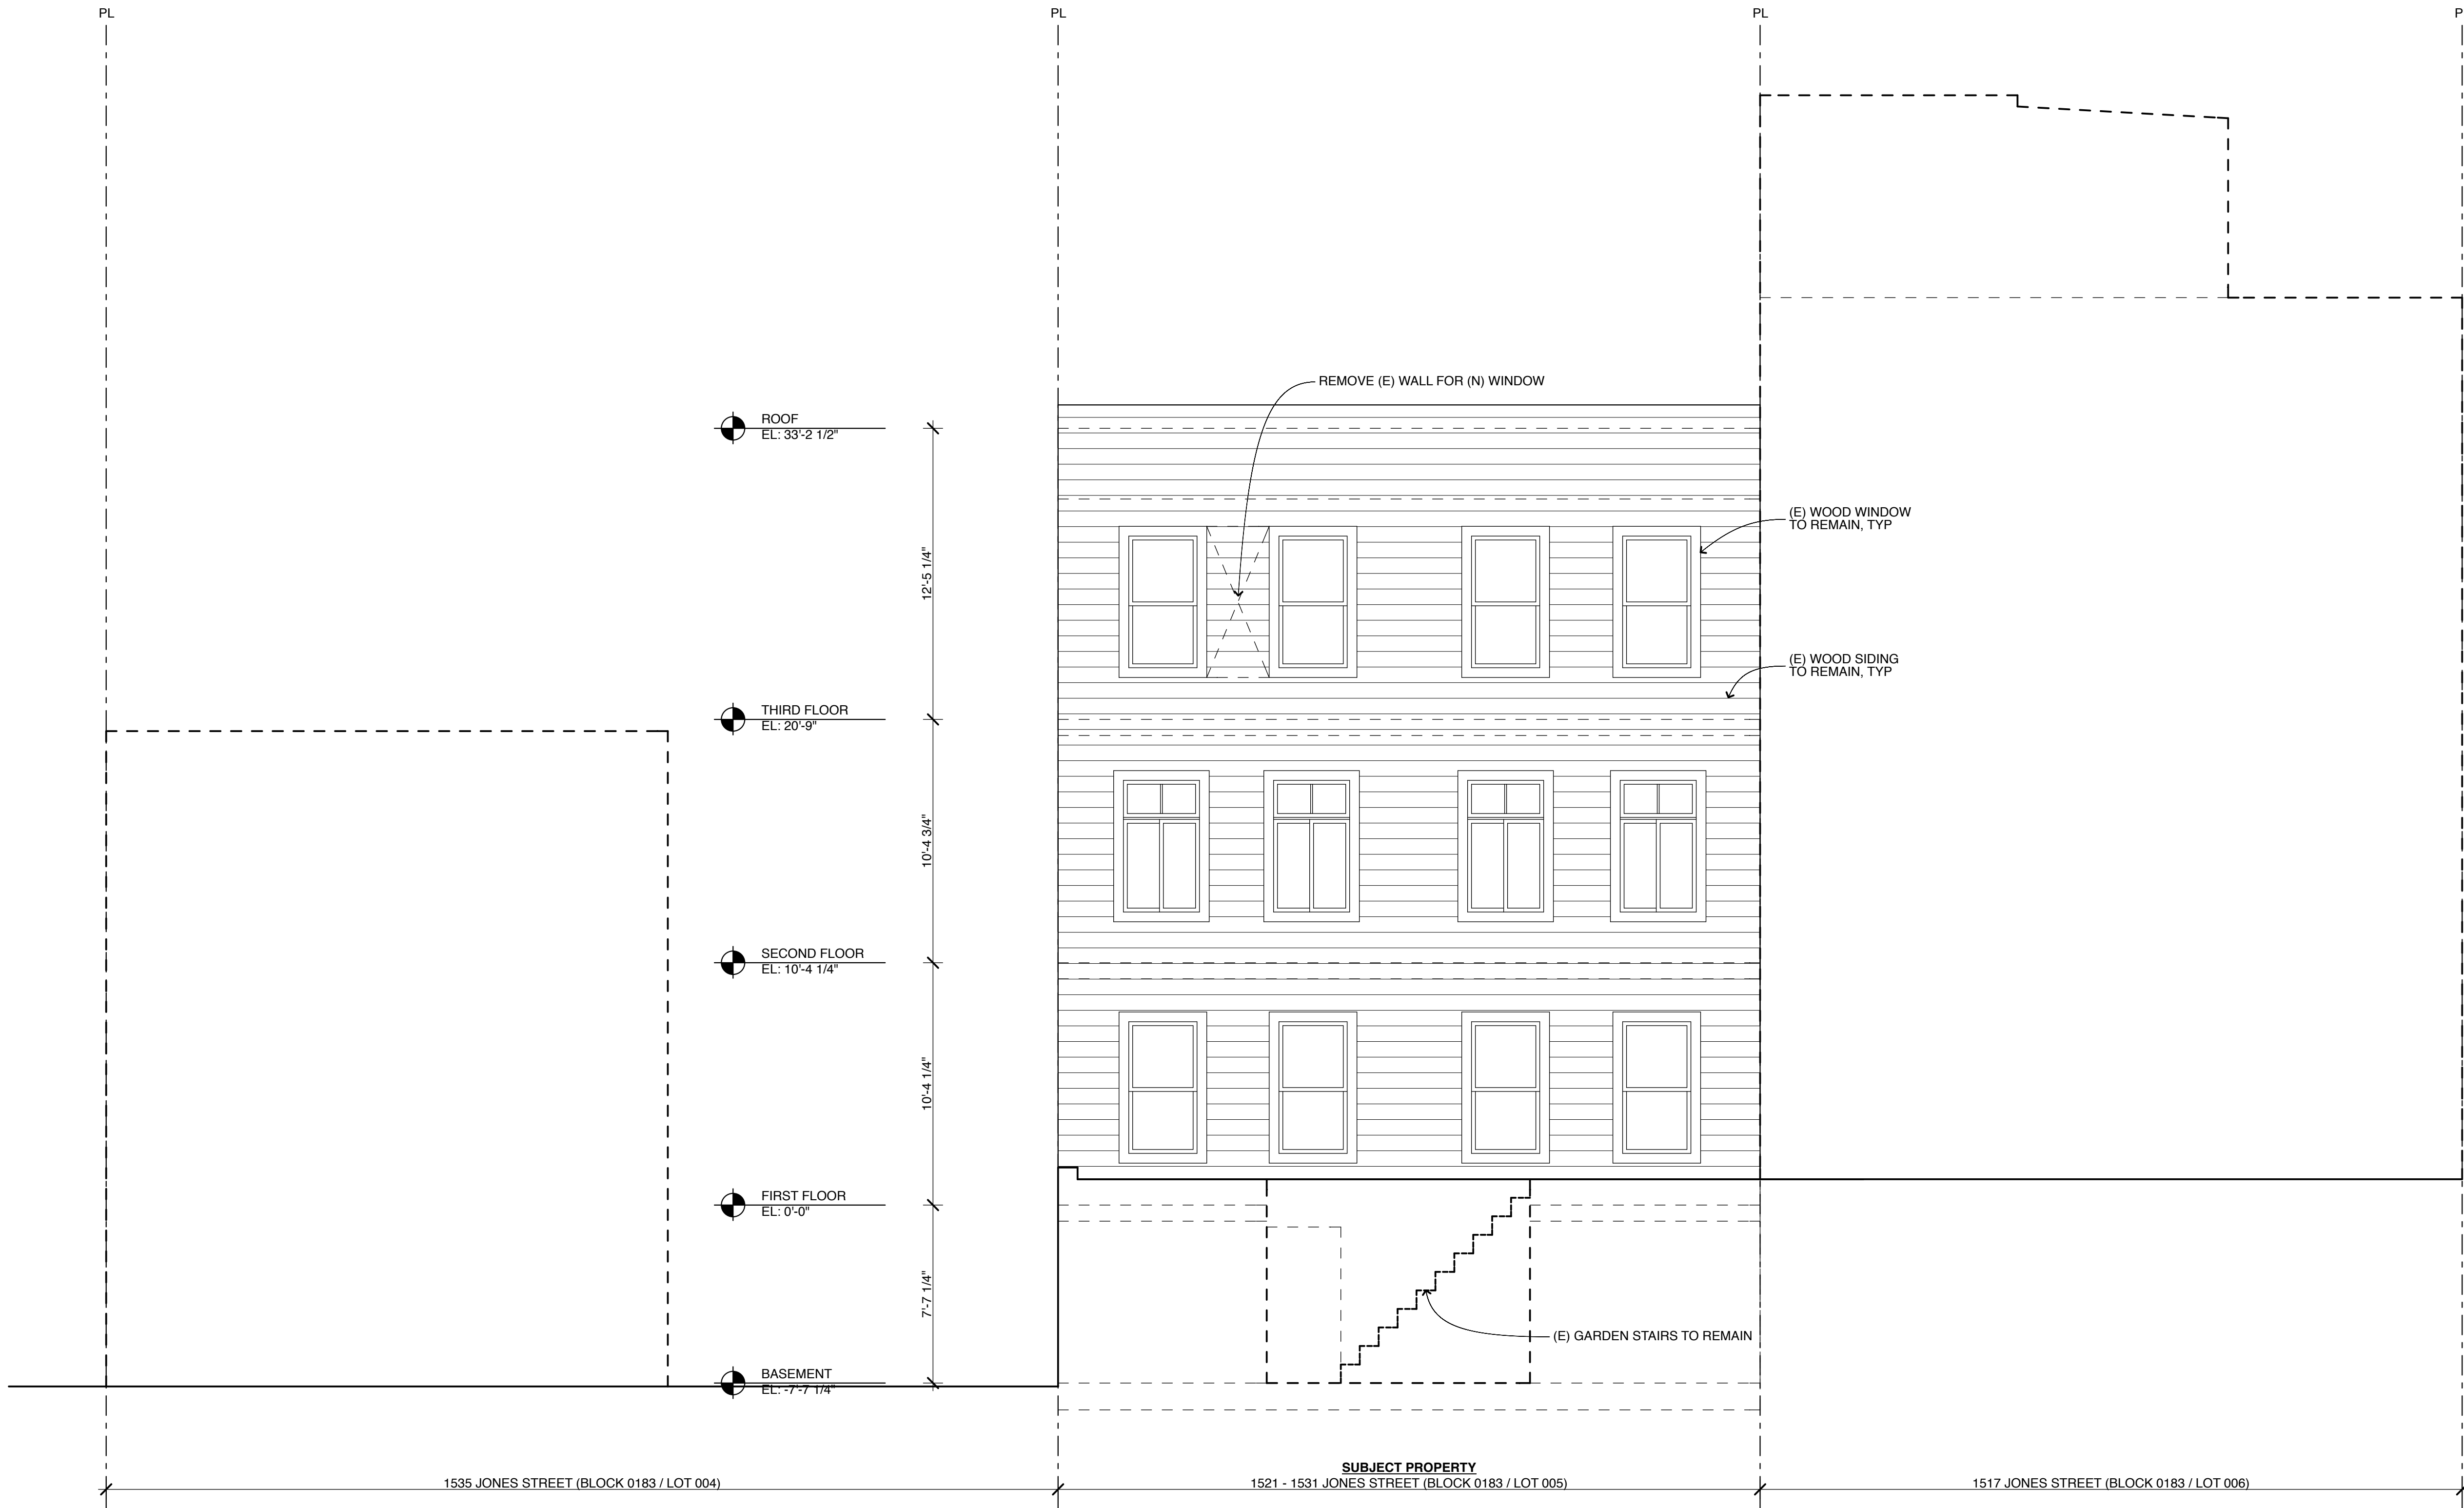 PL
PL
PL
P
REMOVE (E) WALL FOR (N) WINDOW
ROOF
EL: 33'-2 1/2"
(E) WOOD WINDOW
TO REMAIN, TYP
12'-5 1/4"
(E) WOOD SIDING
TO REMAIN, TYP
THIRD FLOOR
EL: 20'-9"
10'-4 3/4"
SECOND FLOOR
EL: 10'-4 1/4"
10'-4 1/4"
FIRST FLOOR
EL: 0'-0"
7'-7 1/4"
(E) GARDEN STAIRS TO REMAIN
BASEMENT
EL: -7'-7 1/4"
SUBJECT PROPERTY
1535 JONES STREET (BLOCK 0183 / LOT 004)
1521 - 1531 JONES STREET (BLOCK 0183 / LOT 005)
1517 JONES STREET (BLOCK 0183 / LOT 006)